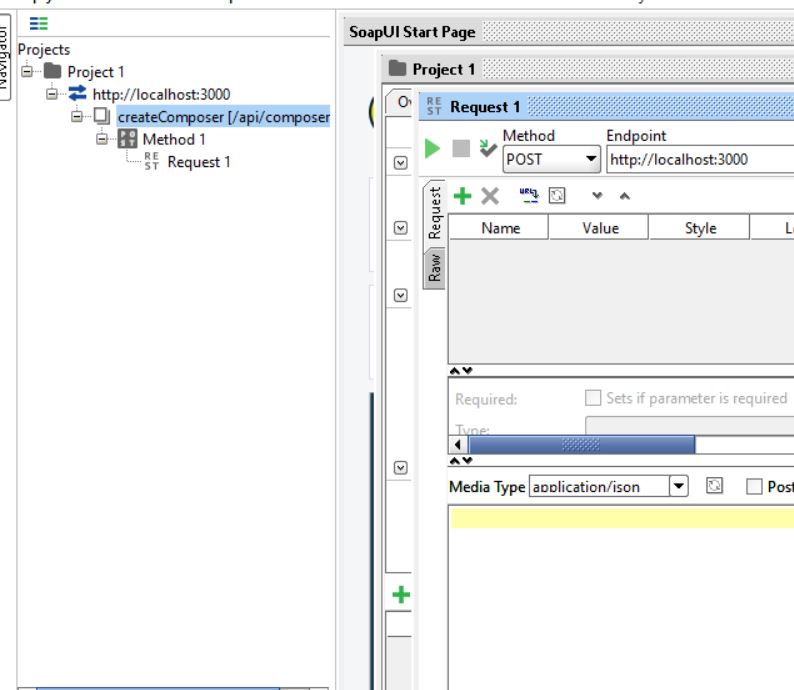 Navigator
Projects
Project 1
http://localhost:3000
createComposer [/api/composer
Method 1
REST
Request 1
SoapUI Start Page
Project 1
REST
Request 1
Method
Endpoint
POST
http://localhost:3000
Request
Raw
Name Value Style
Required:
Sets if parameter is required
Type:
Media Type application/json
Post